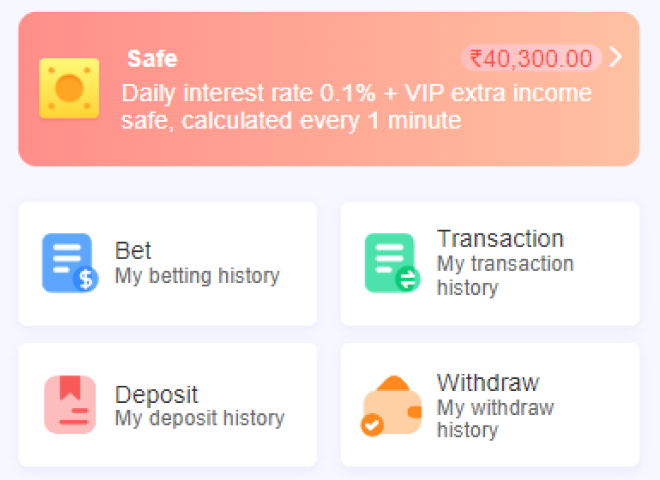 Safe
₹40,300.00
Daily interest rate 0.1% + VIP extra income
safe, calculated every 1 minute
Bet
My betting history
Transaction
My transaction
history
Deposit
My deposit history
Withdraw
My withdraw
history